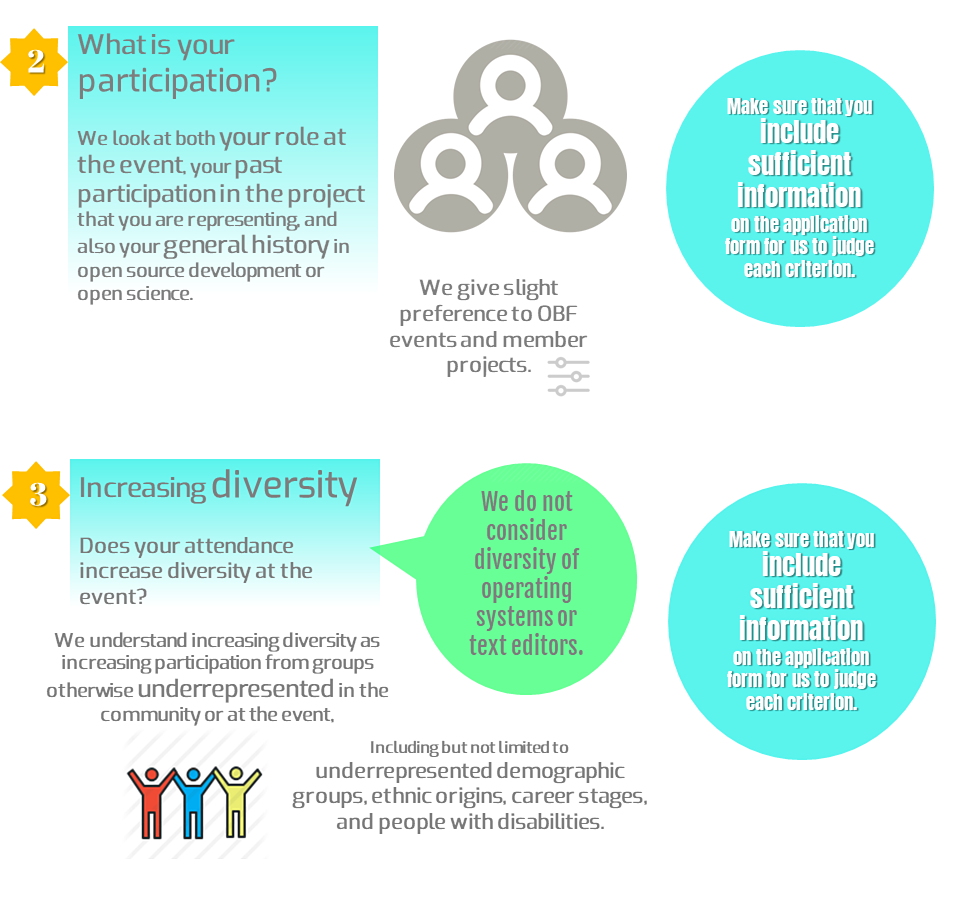 2
What is your
participation?
We look at both your role at
the event, your past
participation in the project
that you are representing, and
also your general history in
open source development or
open science.
We give slight
preference to OBF
events and member
projects.
Make sure that you
include
sufficient
information
on the application
form for us to judge
each criterion.
3
Increasing diversity
Does your attendance
increase diversity at the
event?
We do not
consider
diversity of
operating
systems or
text editors.
We understand increasing diversity as
increasing participation from groups
otherwise underrepresented in the
community or at the event,
Including but not limited to
underrepresented demographic
groups, ethnic origins, career stages,
and people with disabilities.
Make sure that you
include
sufficient
information
on the application
form for us to judge
each criterion.